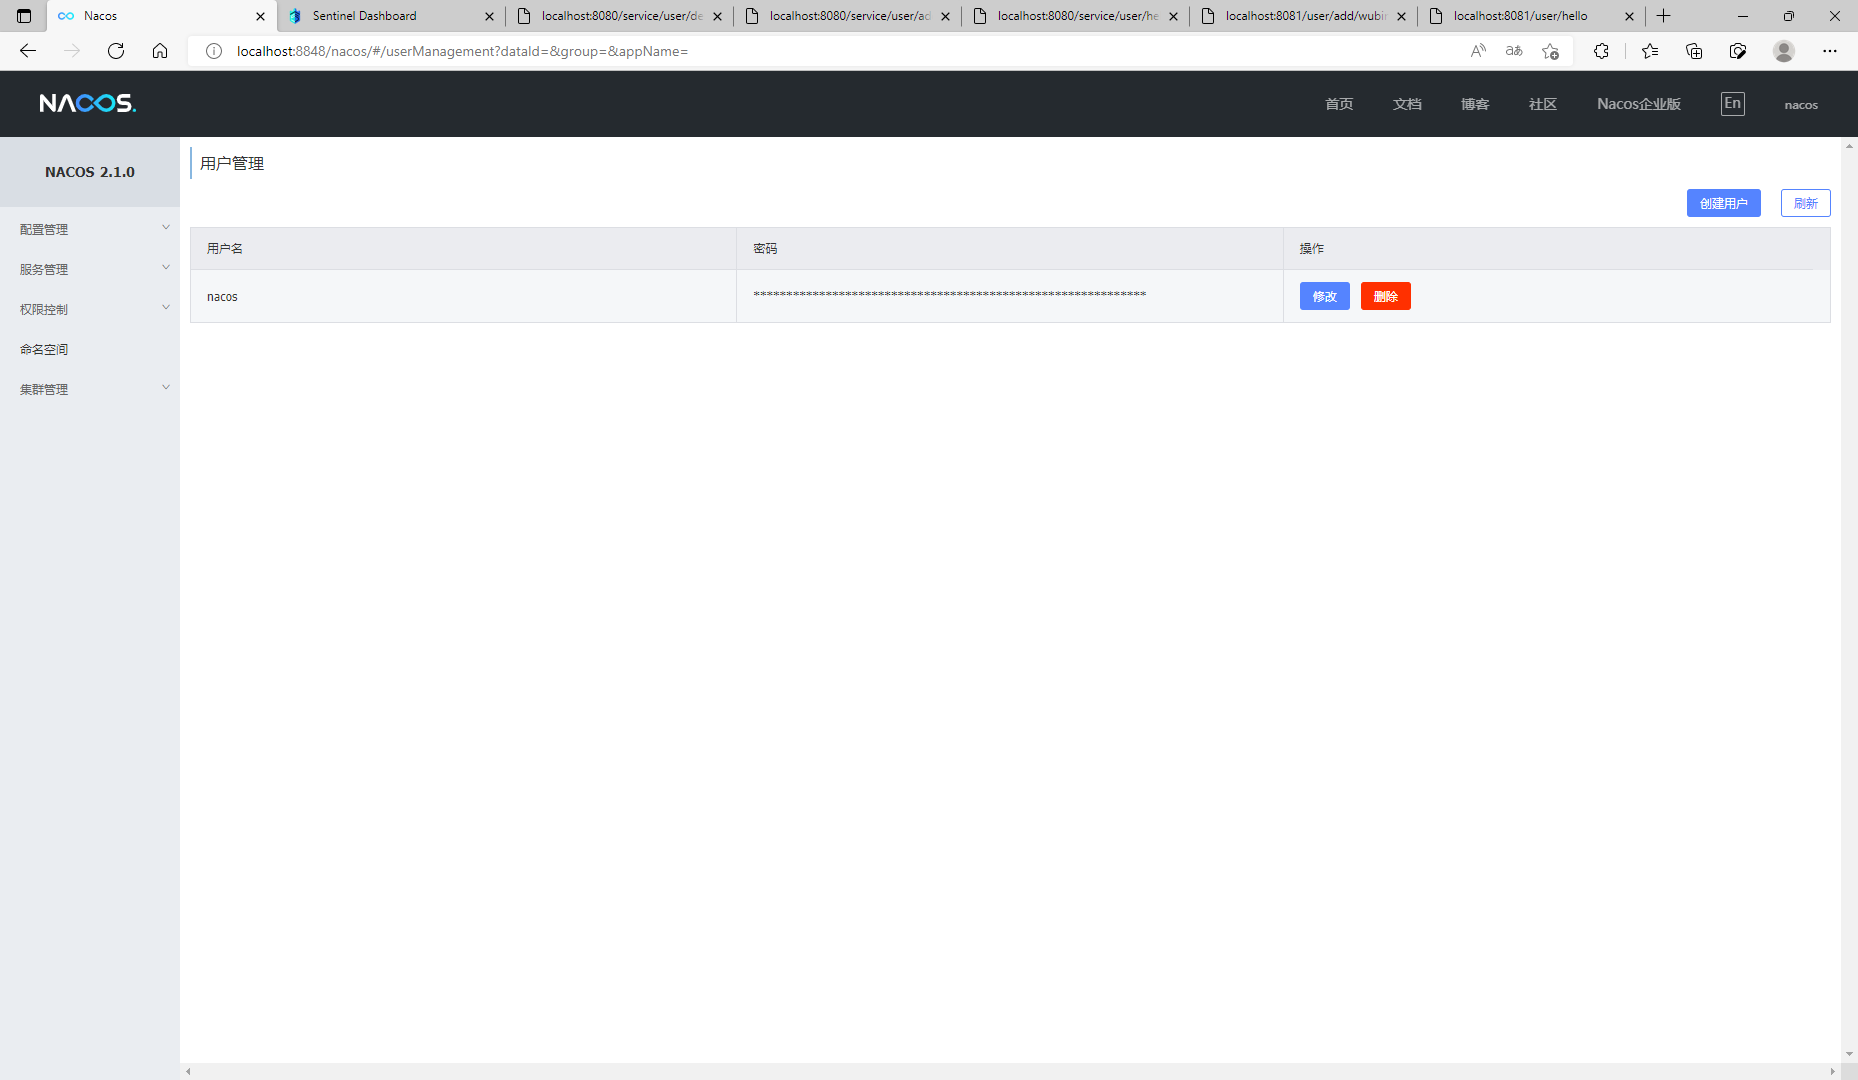 Nacos
Sentinel Dashboard
localhost:8080/service/user/de
localhost:8080/service/user/ad
localhost:8080/service/user/he
localhost:8081/user/add/wubin
localhost:8081/user/hello
localhost:8848/nacos/#/userManagement?dataId=&group=&appName=
NACOS.
首页
文档
博客
社区
Nacos企业版
En
nacos
NACOS 2.1.0
配置管理
服务管理
权限控制
命名空间
集群管理
用户管理
创建用户
刷新
用户名
密码
操作
nacos
************************************************************
修改
删除